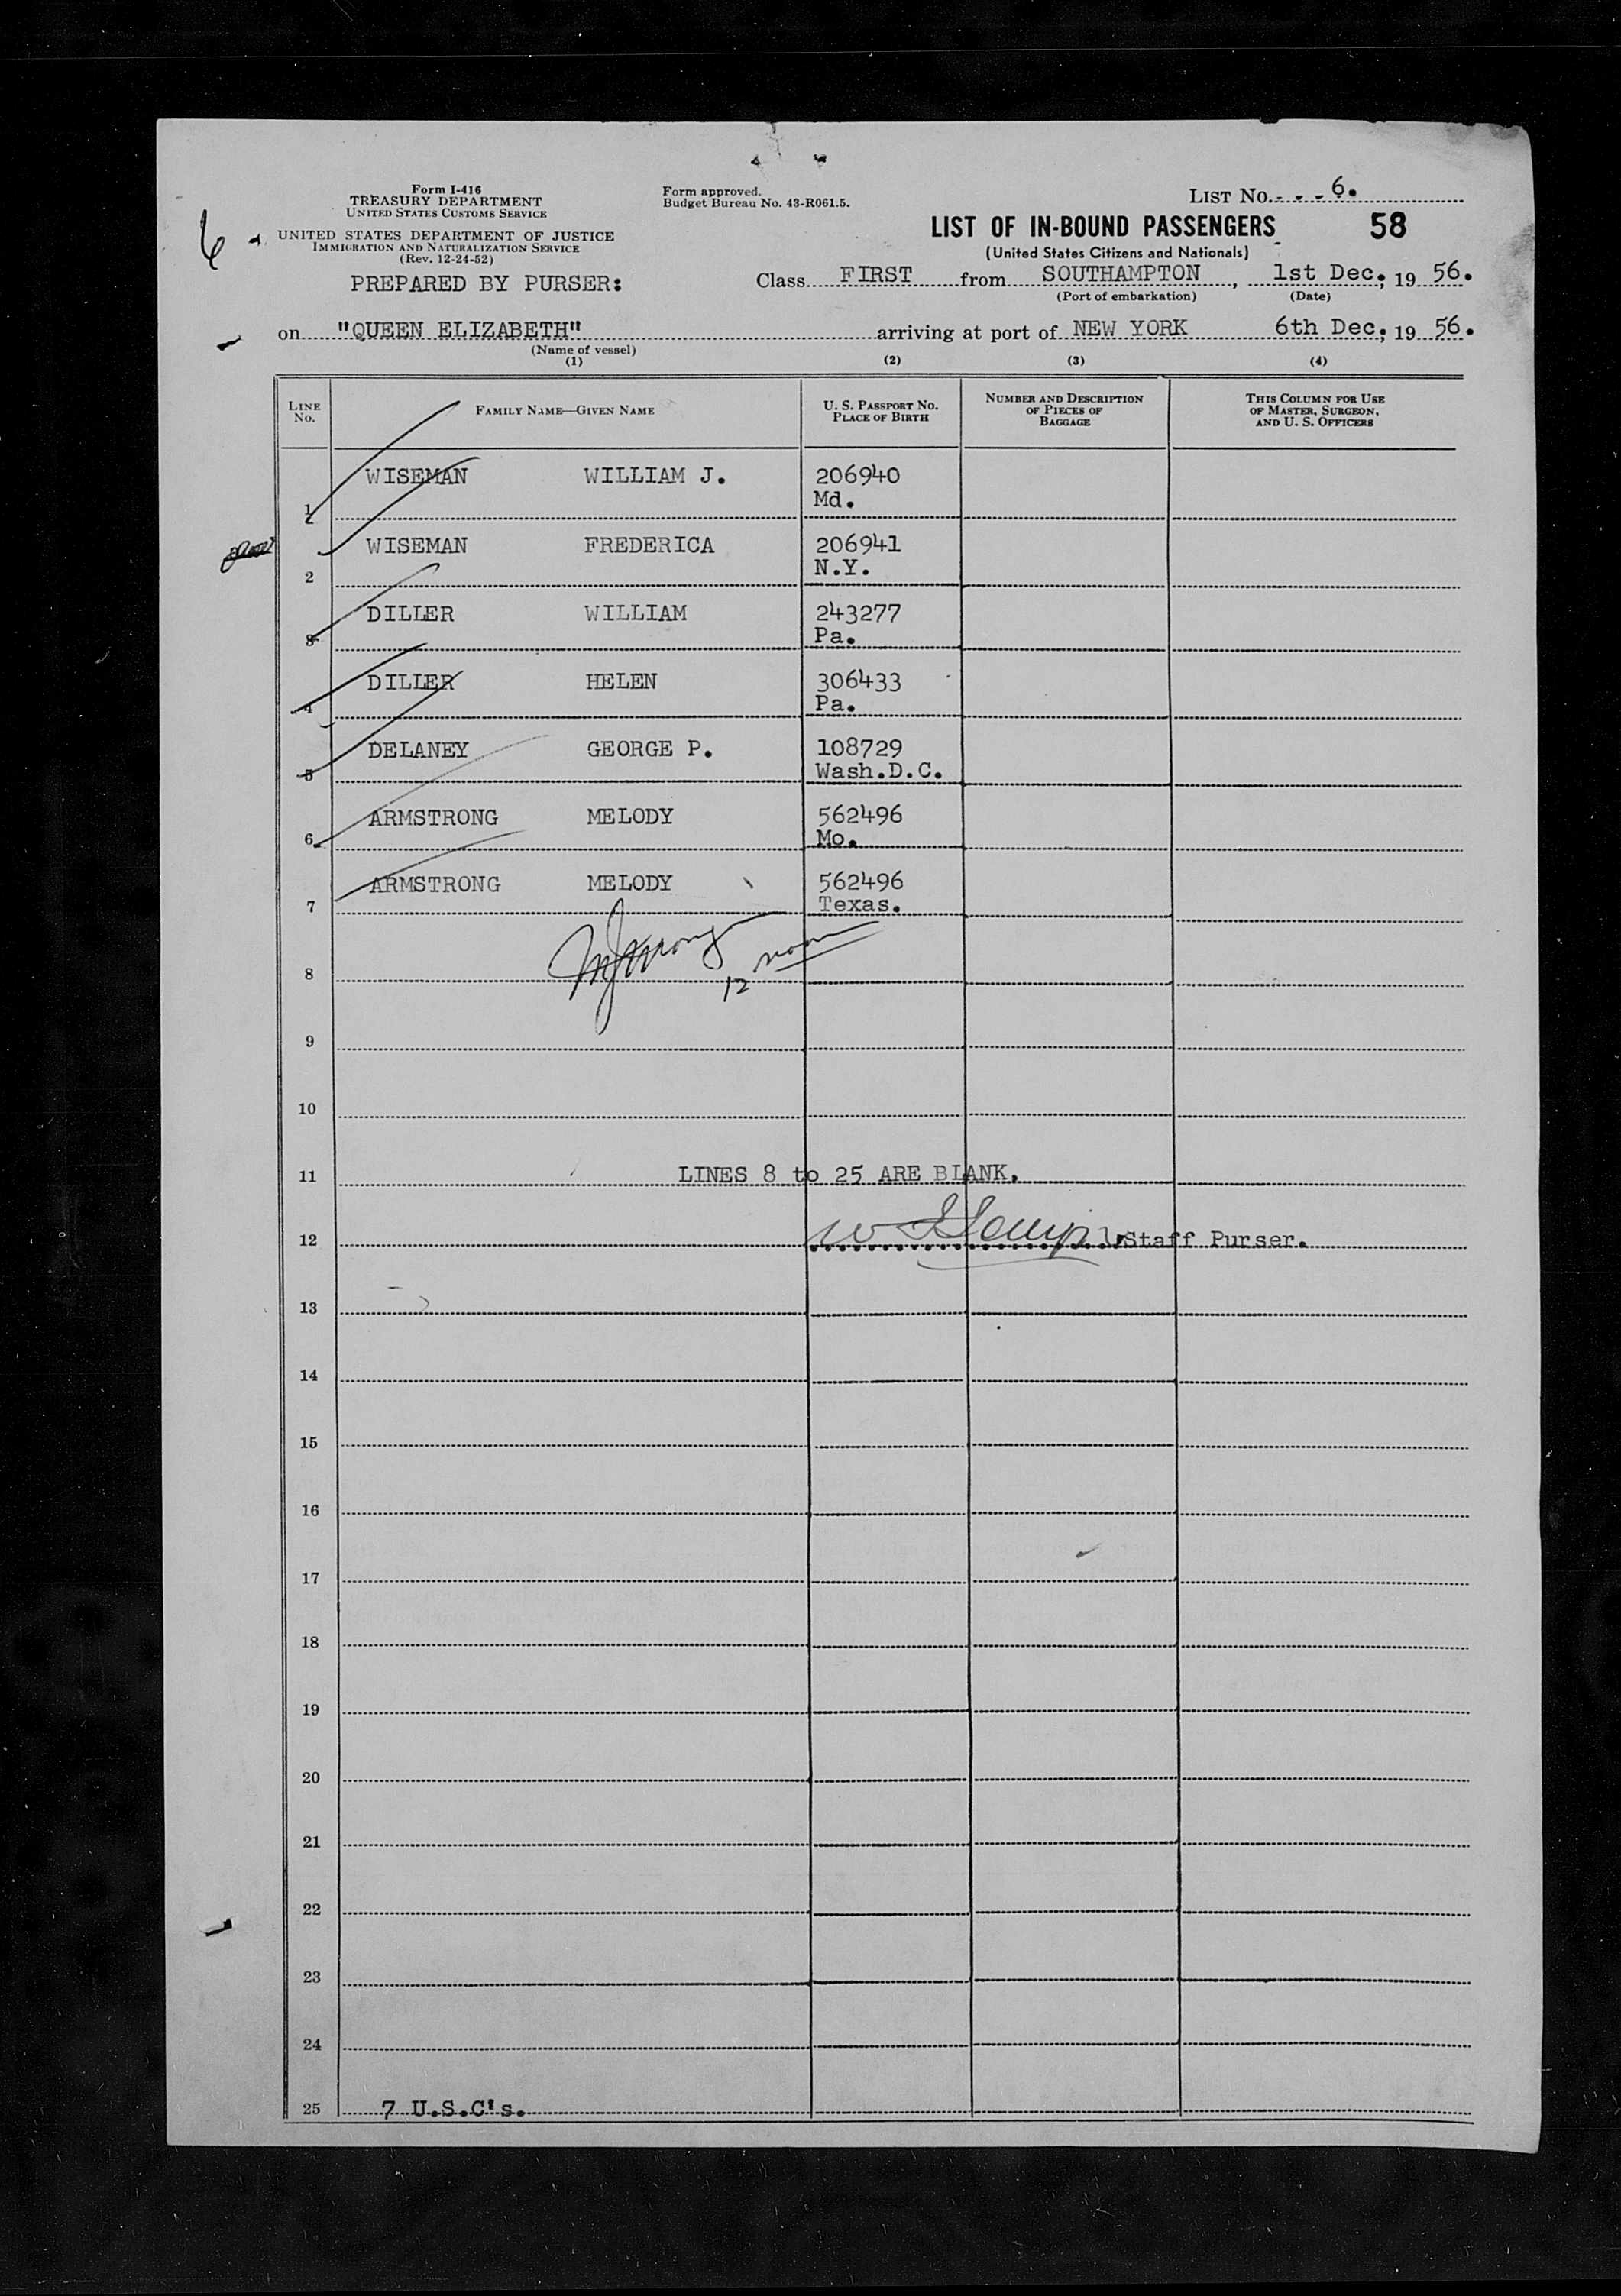 Form I-416
TREASURY DEPARTMENT
UNITED STATES CUSTOMS SERVICE
UNITED STATES DEPARTMENT OF JUSTICE
IMMIGRATION AND NATURALIZATION SERVICE
(Rev. 12-24-52)
Form approved.
Budget Bureau No. 43-R061.5.
LIST No. 6.
LIST OF IN-BOUND PASSENGERS 58
(United States Citizens and Nationals)
6
PREPARED BY PURSER:
Class FIRST from SOUTHAMPTON, 1st Dec; 19 56.
(Port of embarkation) (Date)
on "QUEEN ELIZABETH" arriving at port of NEW YORK 6th Dec; 19 56.
(Name of vessel)
(1) (2) (3) (4)
LINE No. FAMILY NAME—GIVEN NAME U. S. PASSPORT No. PLACE OF BIRTH NUMBER AND DESCRIPTION OF PIECES OF BAGGAGE THIS COLUMN FOR USE OF MASTER, SURGEON, AND U. S. OFFICERS
WISEMAN WILLIAM J. 206940
1 Md.
WISEMAN FREDERICA 206941
2 N.Y.
DILLER WILLIAM 243277
3 Pa.
DILLER HELEN 306433
4 Pa.
DELANEY GEORGE P. 108729
5 Wash.D.C.
ARMSTRONG MELODY 562496
6 Mo.
ARMSTRONG MELODY 562496
7 Texas.
12 noon
8
9
10
11 LINES 8 to 25 ARE BLANK.
12 Staff Purser.
13
14
15
16
17
18
19
20
21
22
23
24
25 7 U.S.C's.